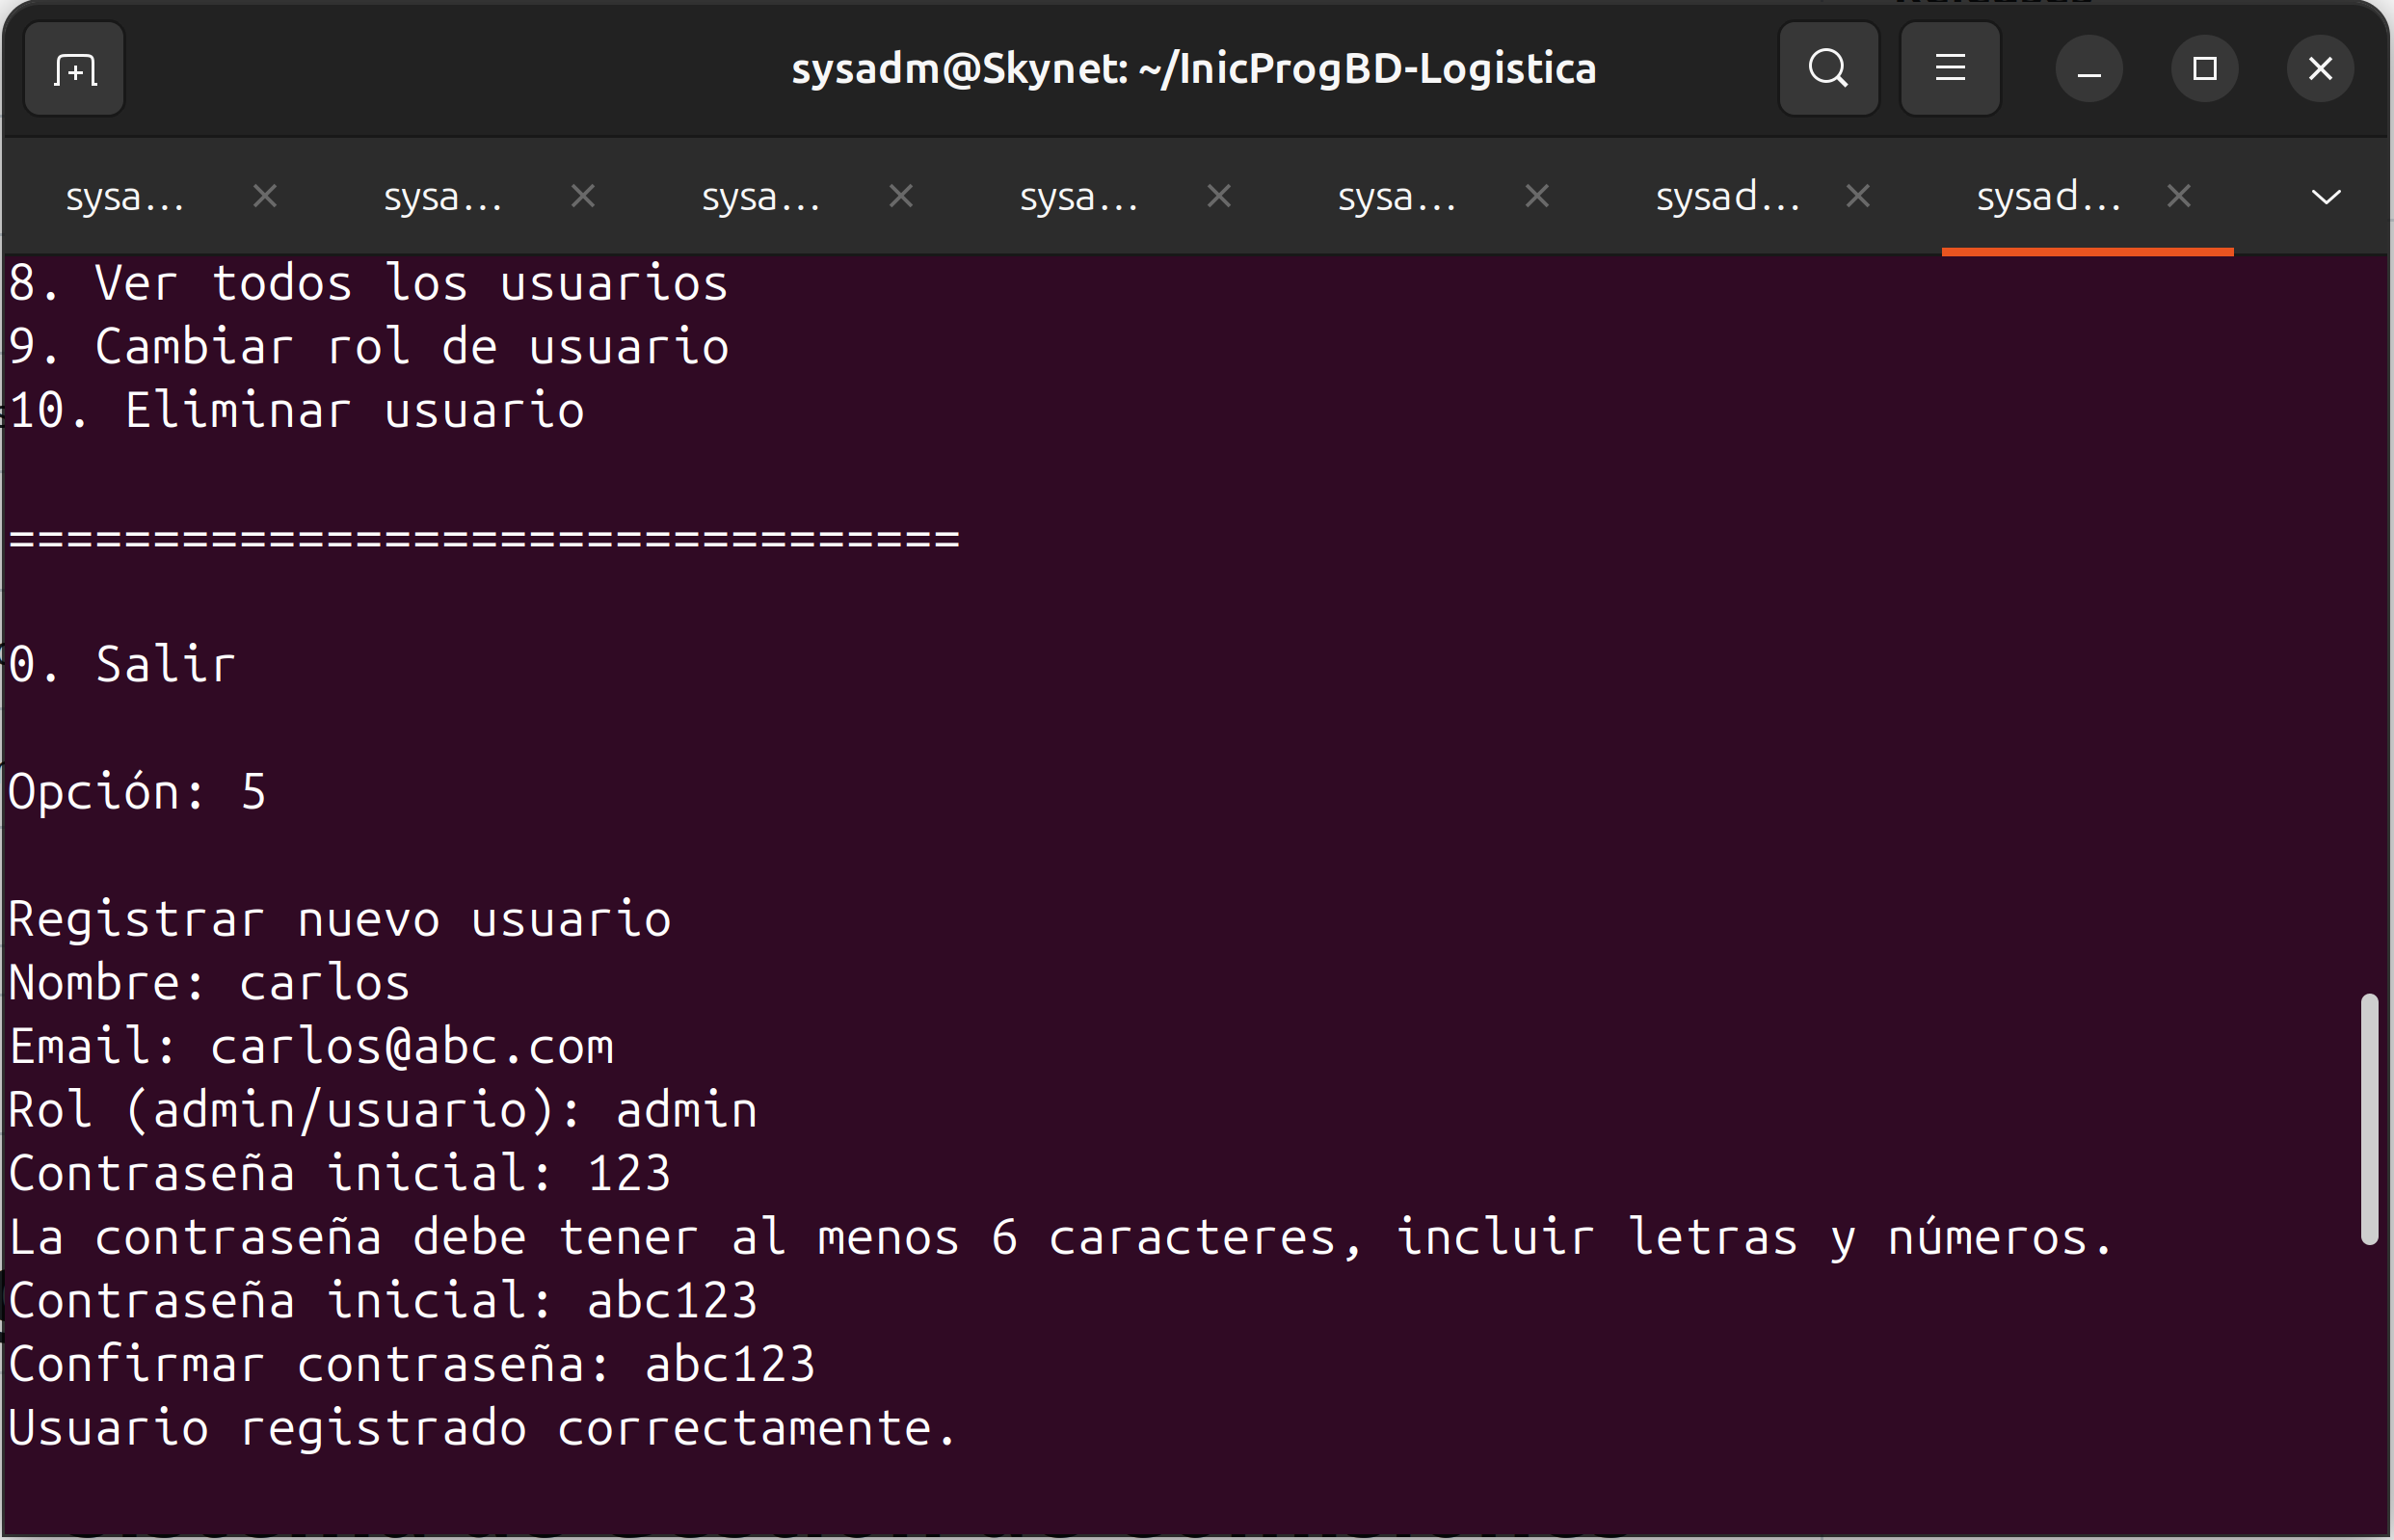 sysadm@Skynet: ~/InicProgBD-Logistica
sysa... sysa... sysa... sysa... sysa... sysad... sysad...
8. Ver todos los usuarios
9. Cambiar rol de usuario
10. Eliminar usuario
=================================
0. Salir
Opción: 5
Registrar nuevo usuario
Nombre: carlos
Email: carlos@abc.com
Rol (admin/usuario): admin
Contraseña inicial: 123
La contraseña debe tener al menos 6 caracteres, incluir letras y números.
Contraseña inicial: abc123
Confirmar contraseña: abc123
Usuario registrado correctamente.